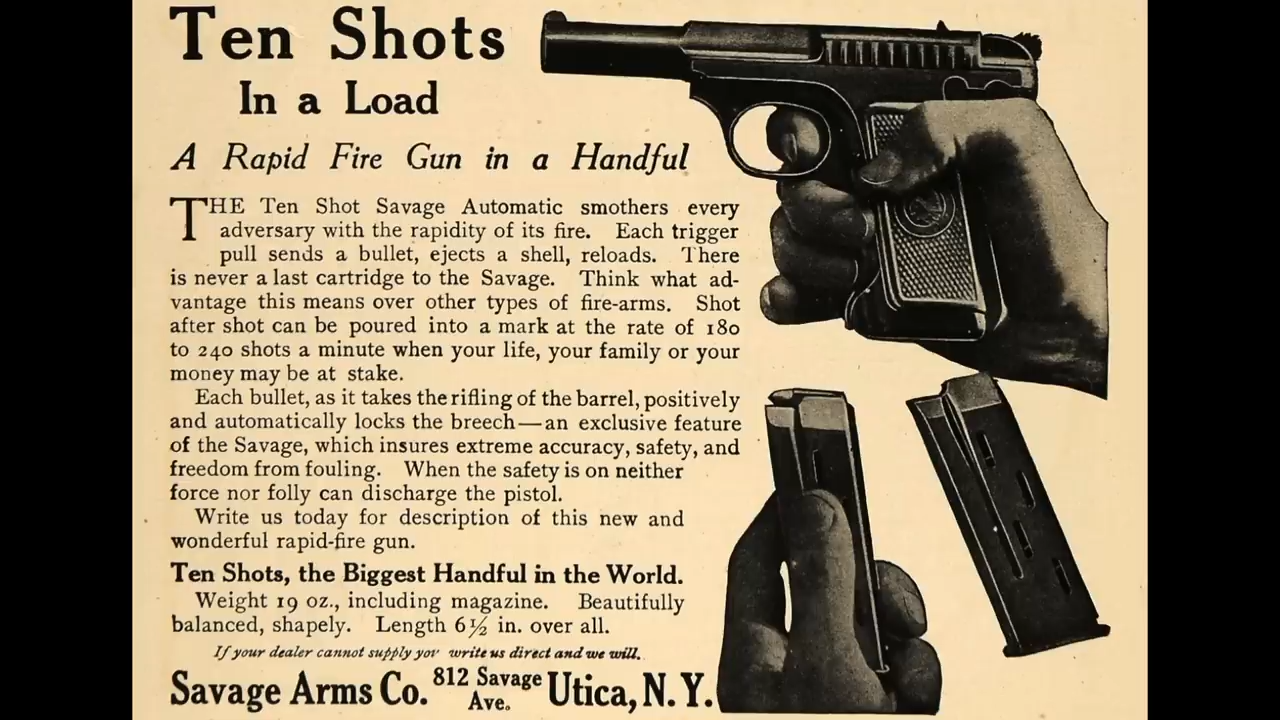 Ten Shots
In a Load
A Rapid Fire Gun in a Handful
THE Ten Shot Savage Automatic smothers every
adversary with the rapidity of its fire. Each trigger
pull sends a bullet, ejects a shell, reloads. There
is never a last cartridge to the Savage. Think what ad-
vantage this means over other types of fire-arms. Shot
after shot can be poured into a mark at the rate of 180
to 240 shots a minute when your life, your family or your
money may be at stake.
Each bullet, as it takes the rifling of the barrel, positively
and automatically locks the breech—an exclusive feature
of the Savage, which insures extreme accuracy, safety, and
freedom from fouling. When the safety is on neither
force nor folly can discharge the pistol.
Write us today for description of this new and
wonderful rapid-fire gun.
Ten Shots, the Biggest Handful in the World.
Weight 19 oz., including magazine. Beautifully
balanced, shapely. Length 6½ in. over all.
If your dealer cannot supply you write us direct and we will.
Savage Arms Co. 812 Savage Ave. Utica, N. Y.